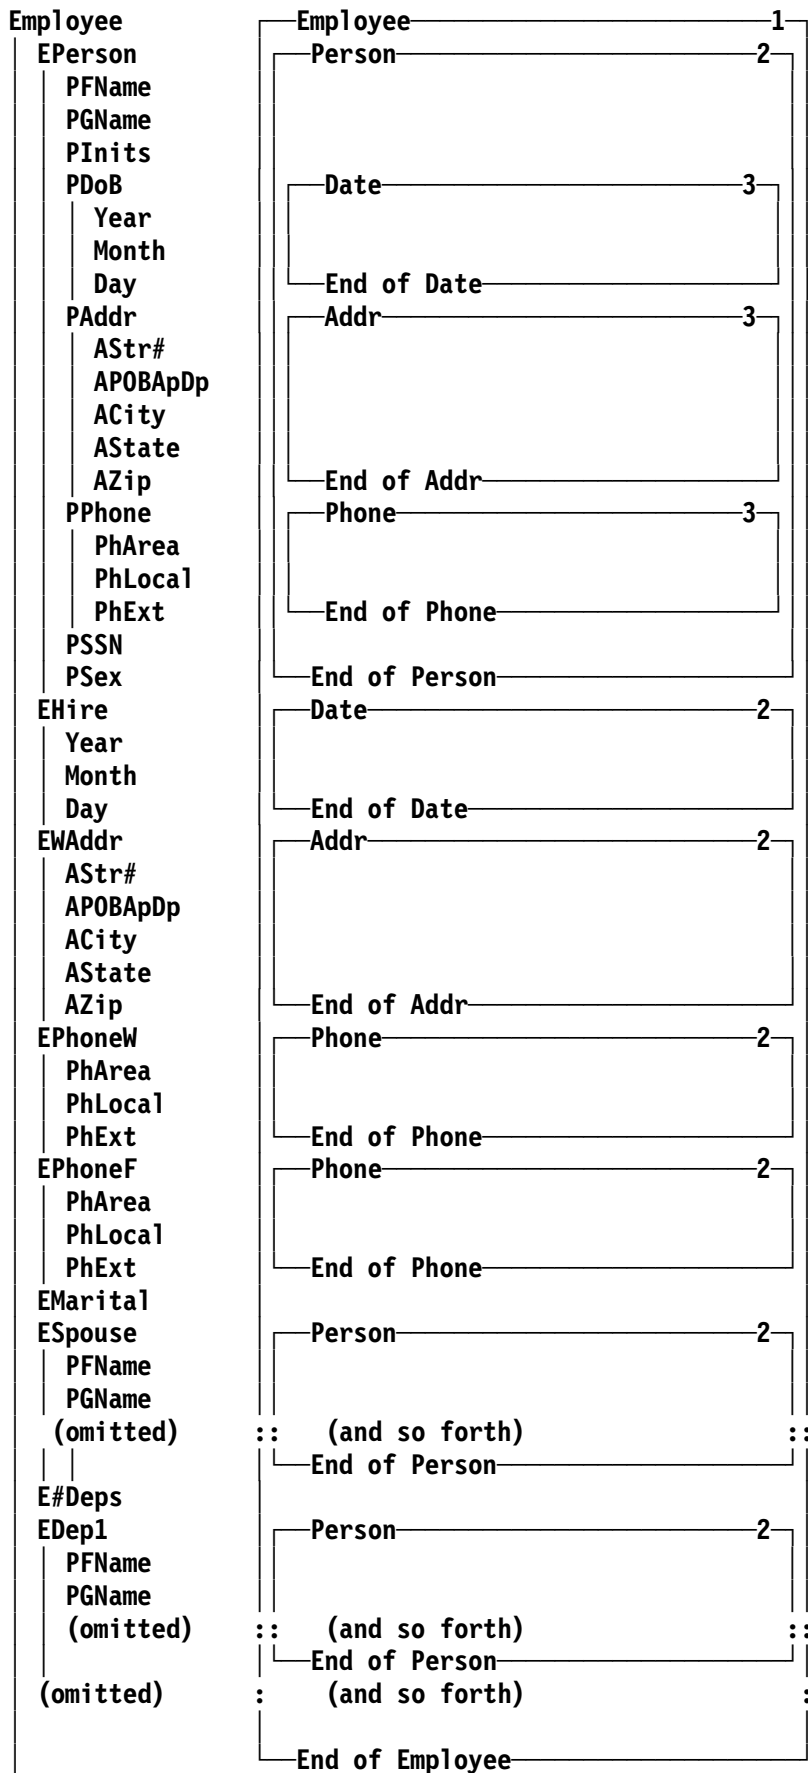 Employee Employee 1
EPerson Person 2
PFName
PGName
PInits
PDoB Date 3
Year
Month
Day End of Date
PAddr Addr 3
AStr#
APOBApDp
ACity
AState
AZip End of Addr
PPhone Phone 3
PhArea
PhLocal
PhExt End of Phone
PSSN
PSex End of Person
EHire Date 2
Year
Month
Day End of Date
EWAddr Addr 2
AStr#
APOBApDp
ACity
AState
AZip End of Addr
EPhoneW Phone 2
PhArea
PhLocal
PhExt End of Phone
EPhoneF Phone 2
PhArea
PhLocal
PhExt End of Phone
EMarital
ESpouse Person 2
PFName
PGName
(omitted) :: (and so forth) ::
End of Person
E#Deps
EDep1 Person 2
PFName
PGName
(omitted) :: (and so forth) ::
End of Person
(omitted) : (and so forth) :
End of Employee